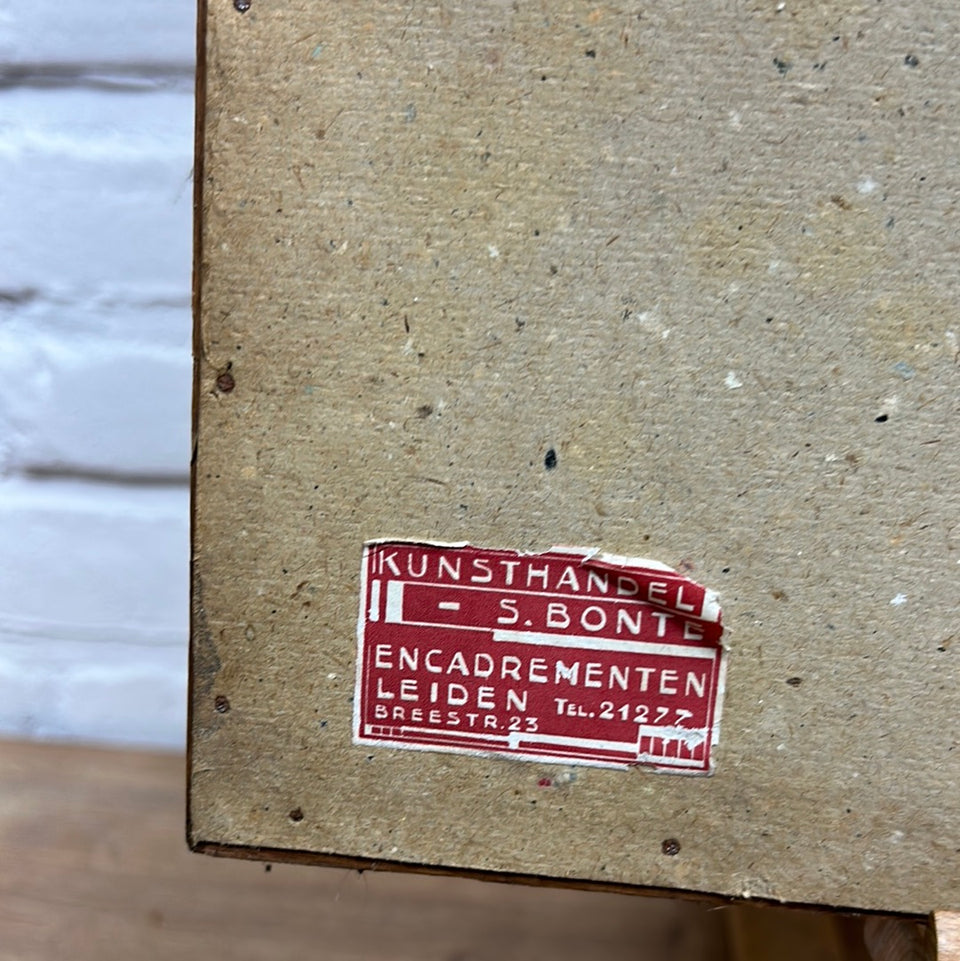 KUNSTHANDEL
- S. BONTE
ENCADREMENTEN
LEIDEN TEL. 21277
BREESTR. 23